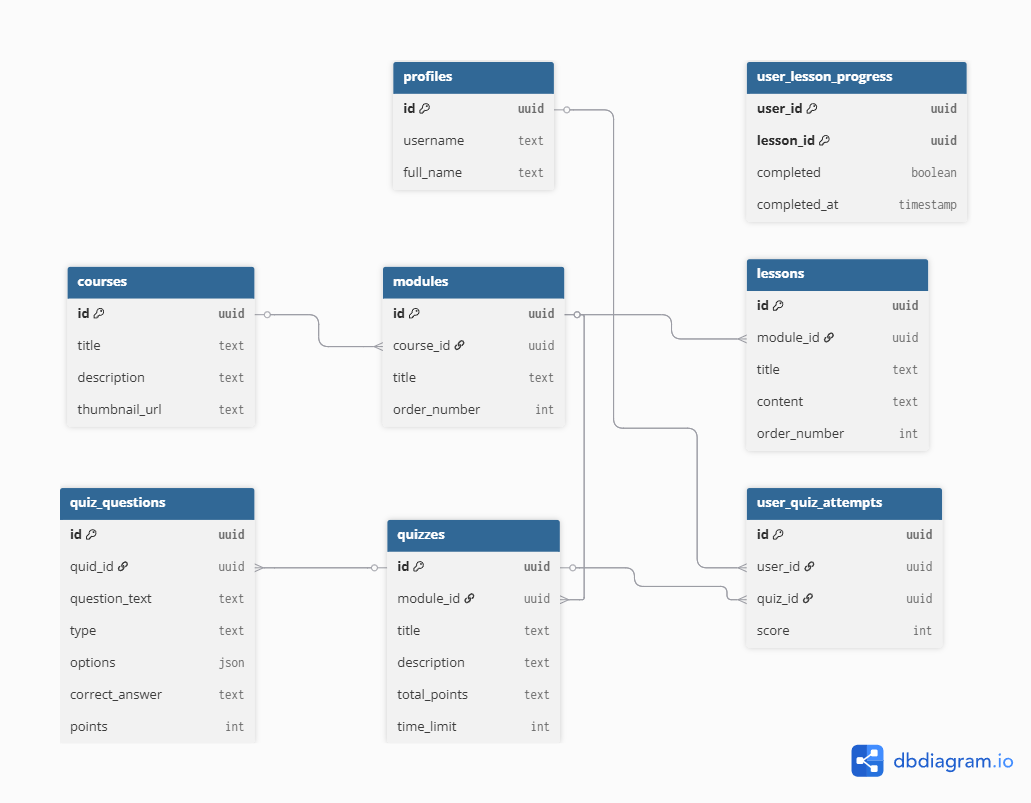 profiles
id uuid
username text
full_name text
user_lesson_progress
user_id uuid
lesson_id uuid
completed boolean
completed_at timestamp
courses
id uuid
title text
description text
thumbnail_url text
modules
id uuid
course_id uuid
title text
order_number int
lessons
id uuid
module_id uuid
title text
content text
order_number int
quiz_questions
id uuid
quid_id uuid
question_text text
type text
options json
correct_answer text
points int
quizzes
id uuid
module_id uuid
title text
description text
total_points text
time_limit int
user_quiz_attempts
id uuid
user_id uuid
quiz_id uuid
score int
dbdiagram.io